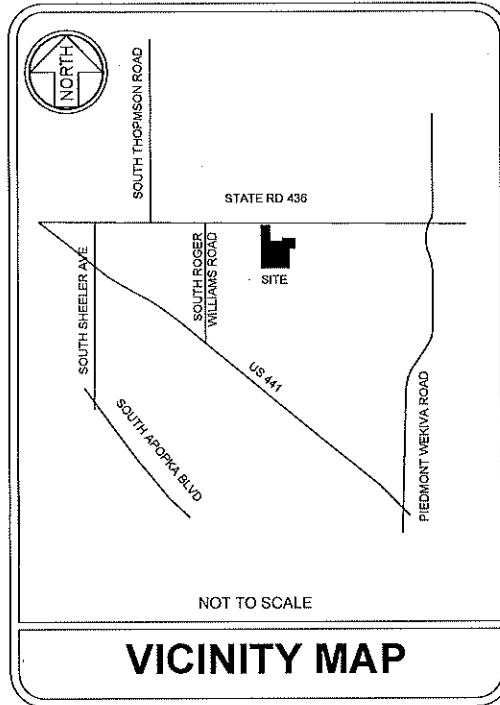 NORTH
SOUTH THOPMSON ROAD
STATE RD 436
SOUTH SHEELER AVE
SOUTH ROGER
WILLIAMS ROAD
SITE
US 441
SOUTH APOPKA BLVD
PIEDMONT WEKIVA ROAD
NOT TO SCALE
VICINITY MAP